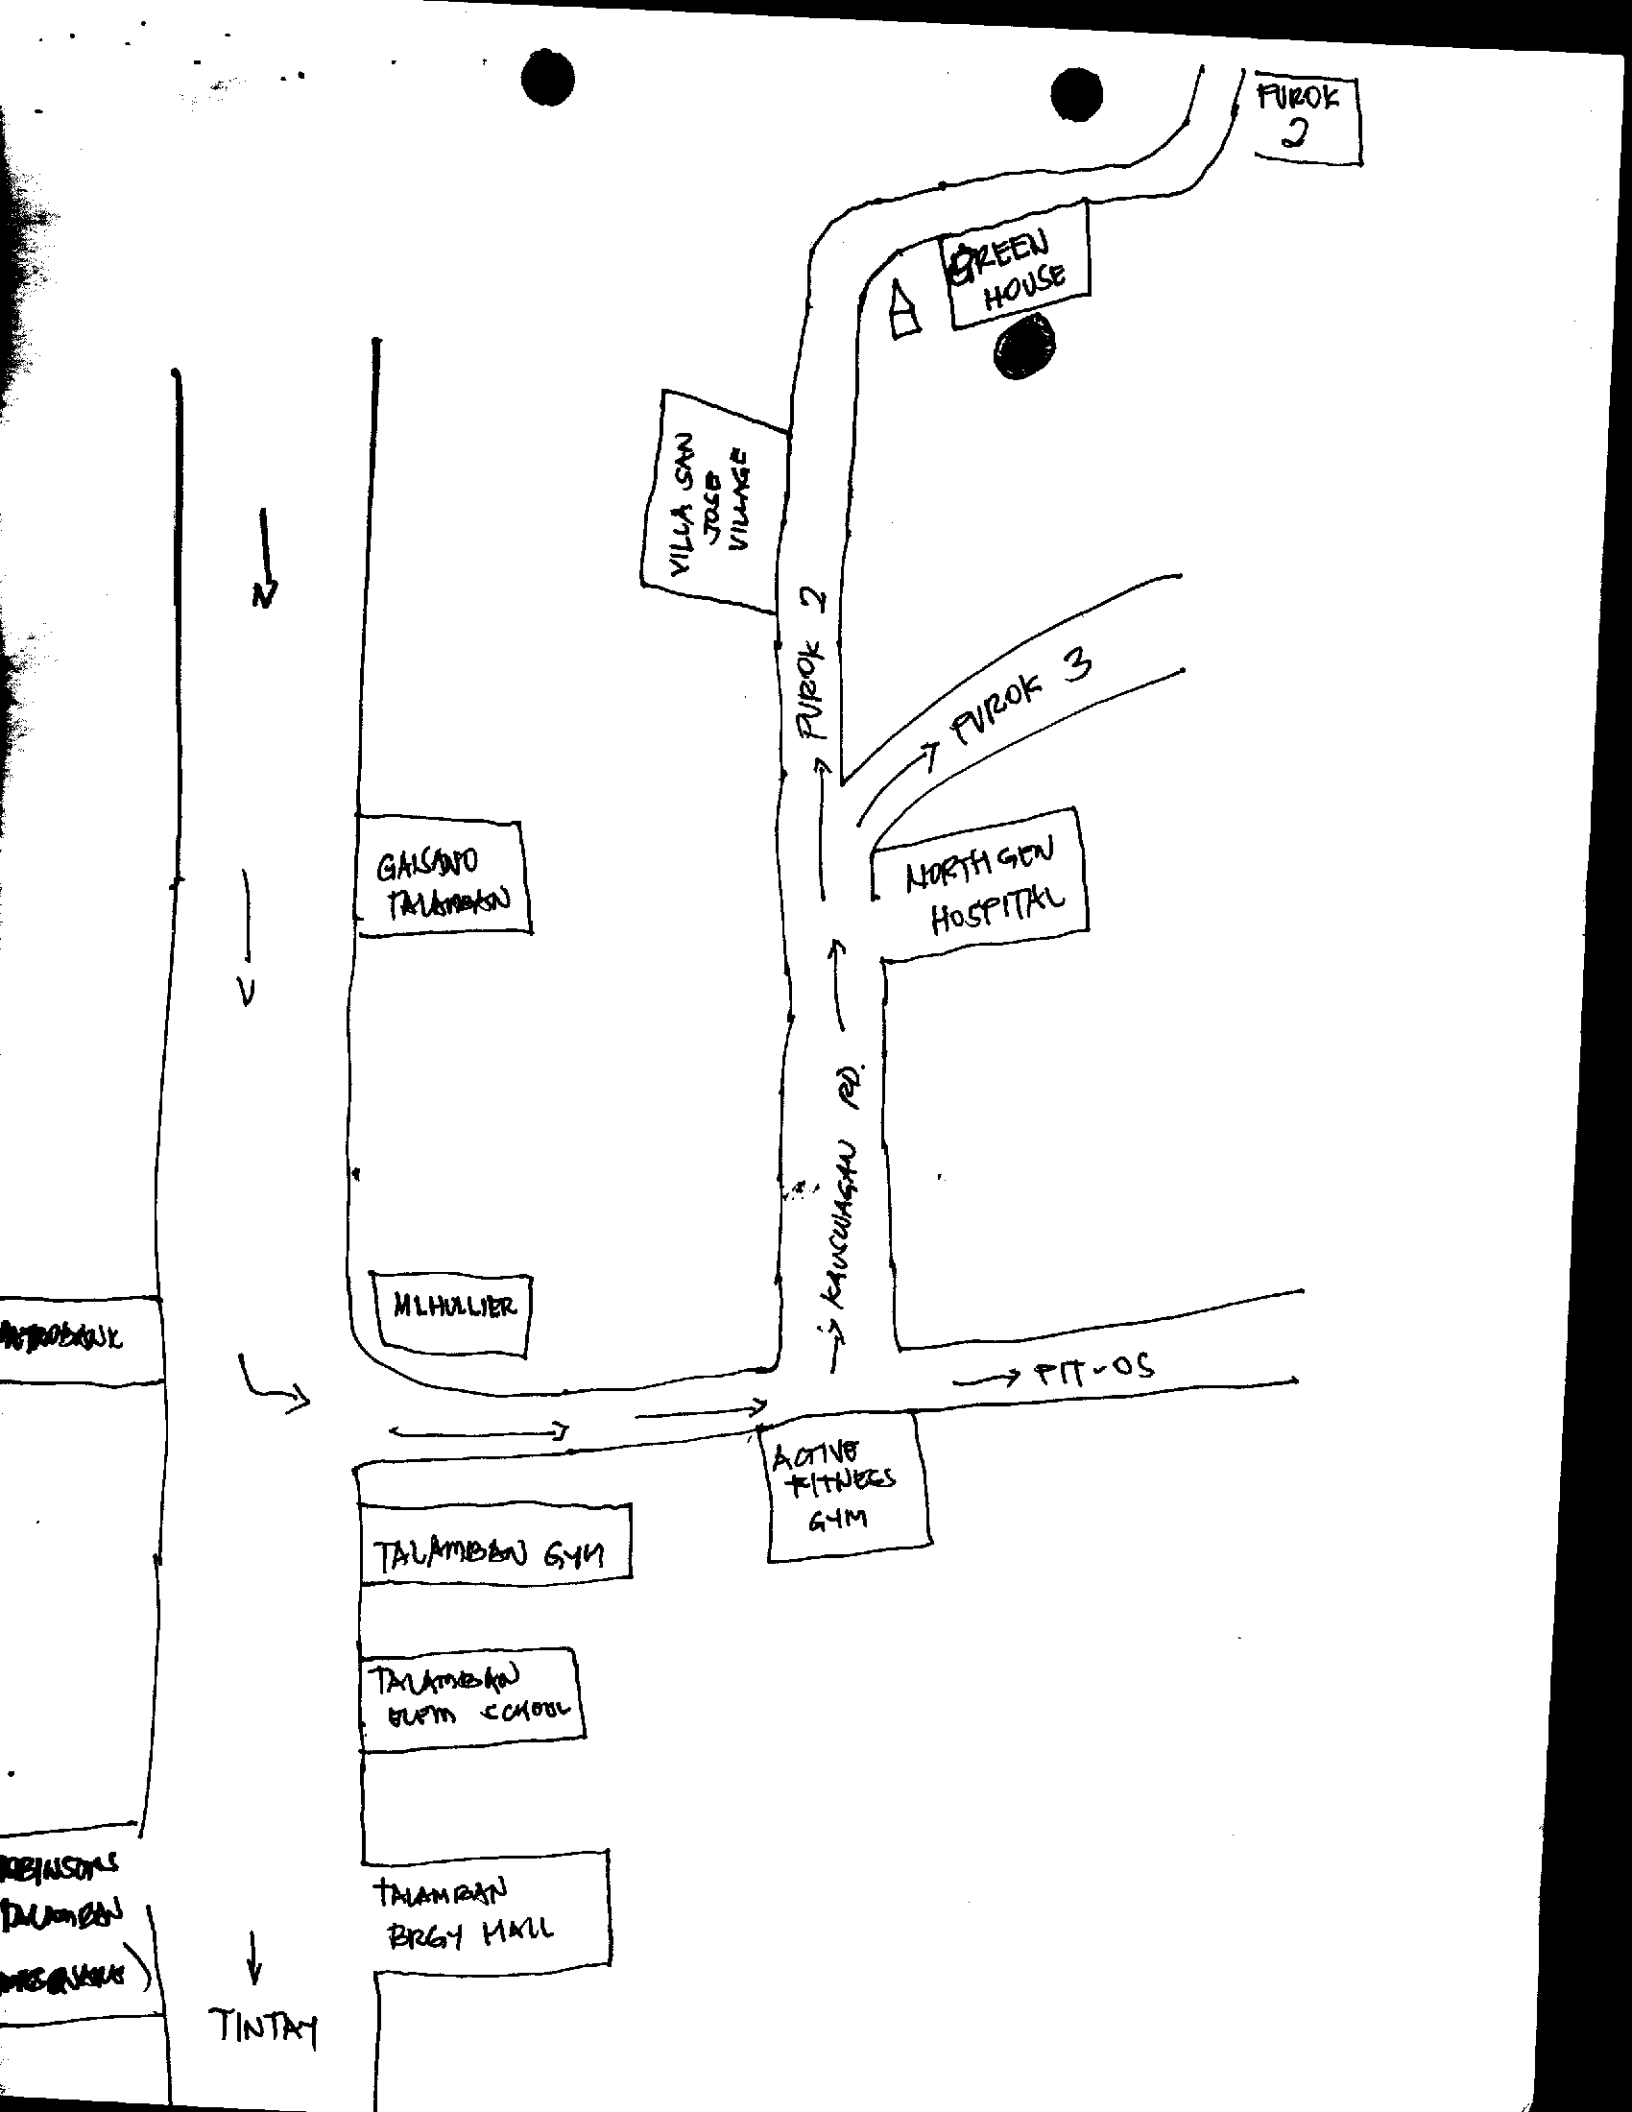 PUROK
2
GREEN
HOUSE
VILLA SAN
JOSE
VILLAGE
PUROK 2
PUROK 3
GAISANO
TALAMBAN
NORTH GEN
HOSPITAL
KAUSWAGAN RD.
MLHULLIER
PIT-OS
ACTIVE
FITNESS
GYM
TALAMBAN GYM
TALAMBAN
ELEM SCHOOL
TALAMBAN
BRGY HALL
TALAMBAN
TINTAY